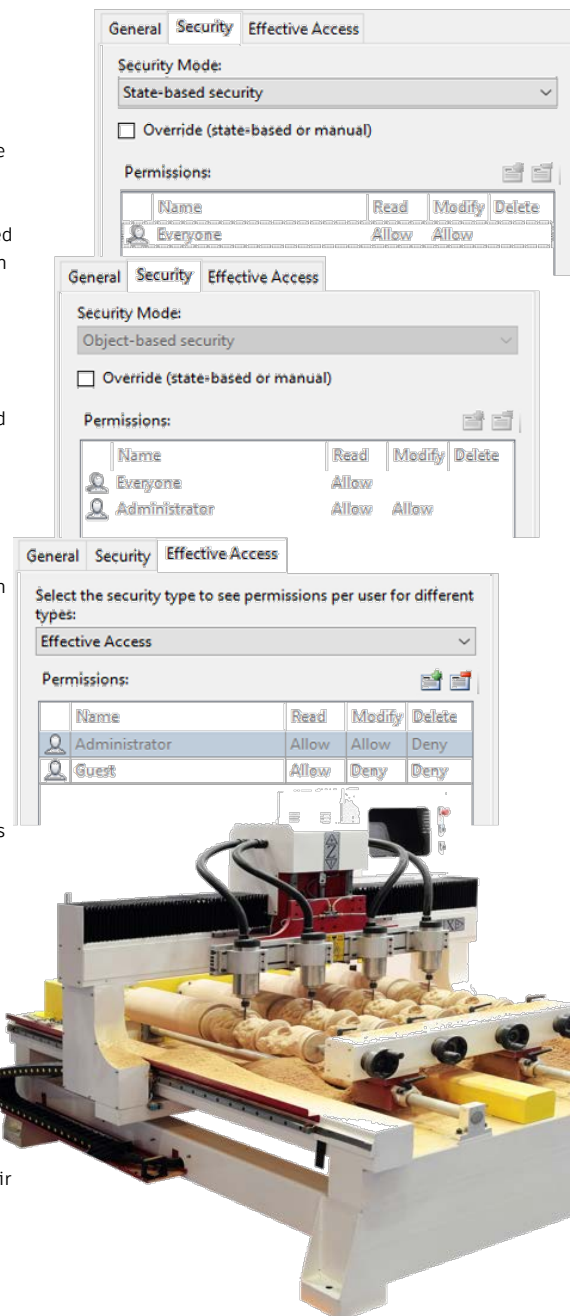 General Security Effective Access
Security Mode:
State-based security
Override (state-based or manual)
e
Permissions:
Name Read Modify Delete
ed
Everyone Allow Allow
n
General Security Effective Access
Security Mode:
Object-based security
Override (state-based or manual)
d
Permissions:
Name Read Modify Delete
Everyone Allow
Administrator Allow Allow
General Security Effective Access
n
Select the security type to see permissions per user for different
types:
Effective Access
Permissions:
Name Read Modify Delete
Administrator Allow Allow Deny
Guest Allow Deny Deny
s
ir